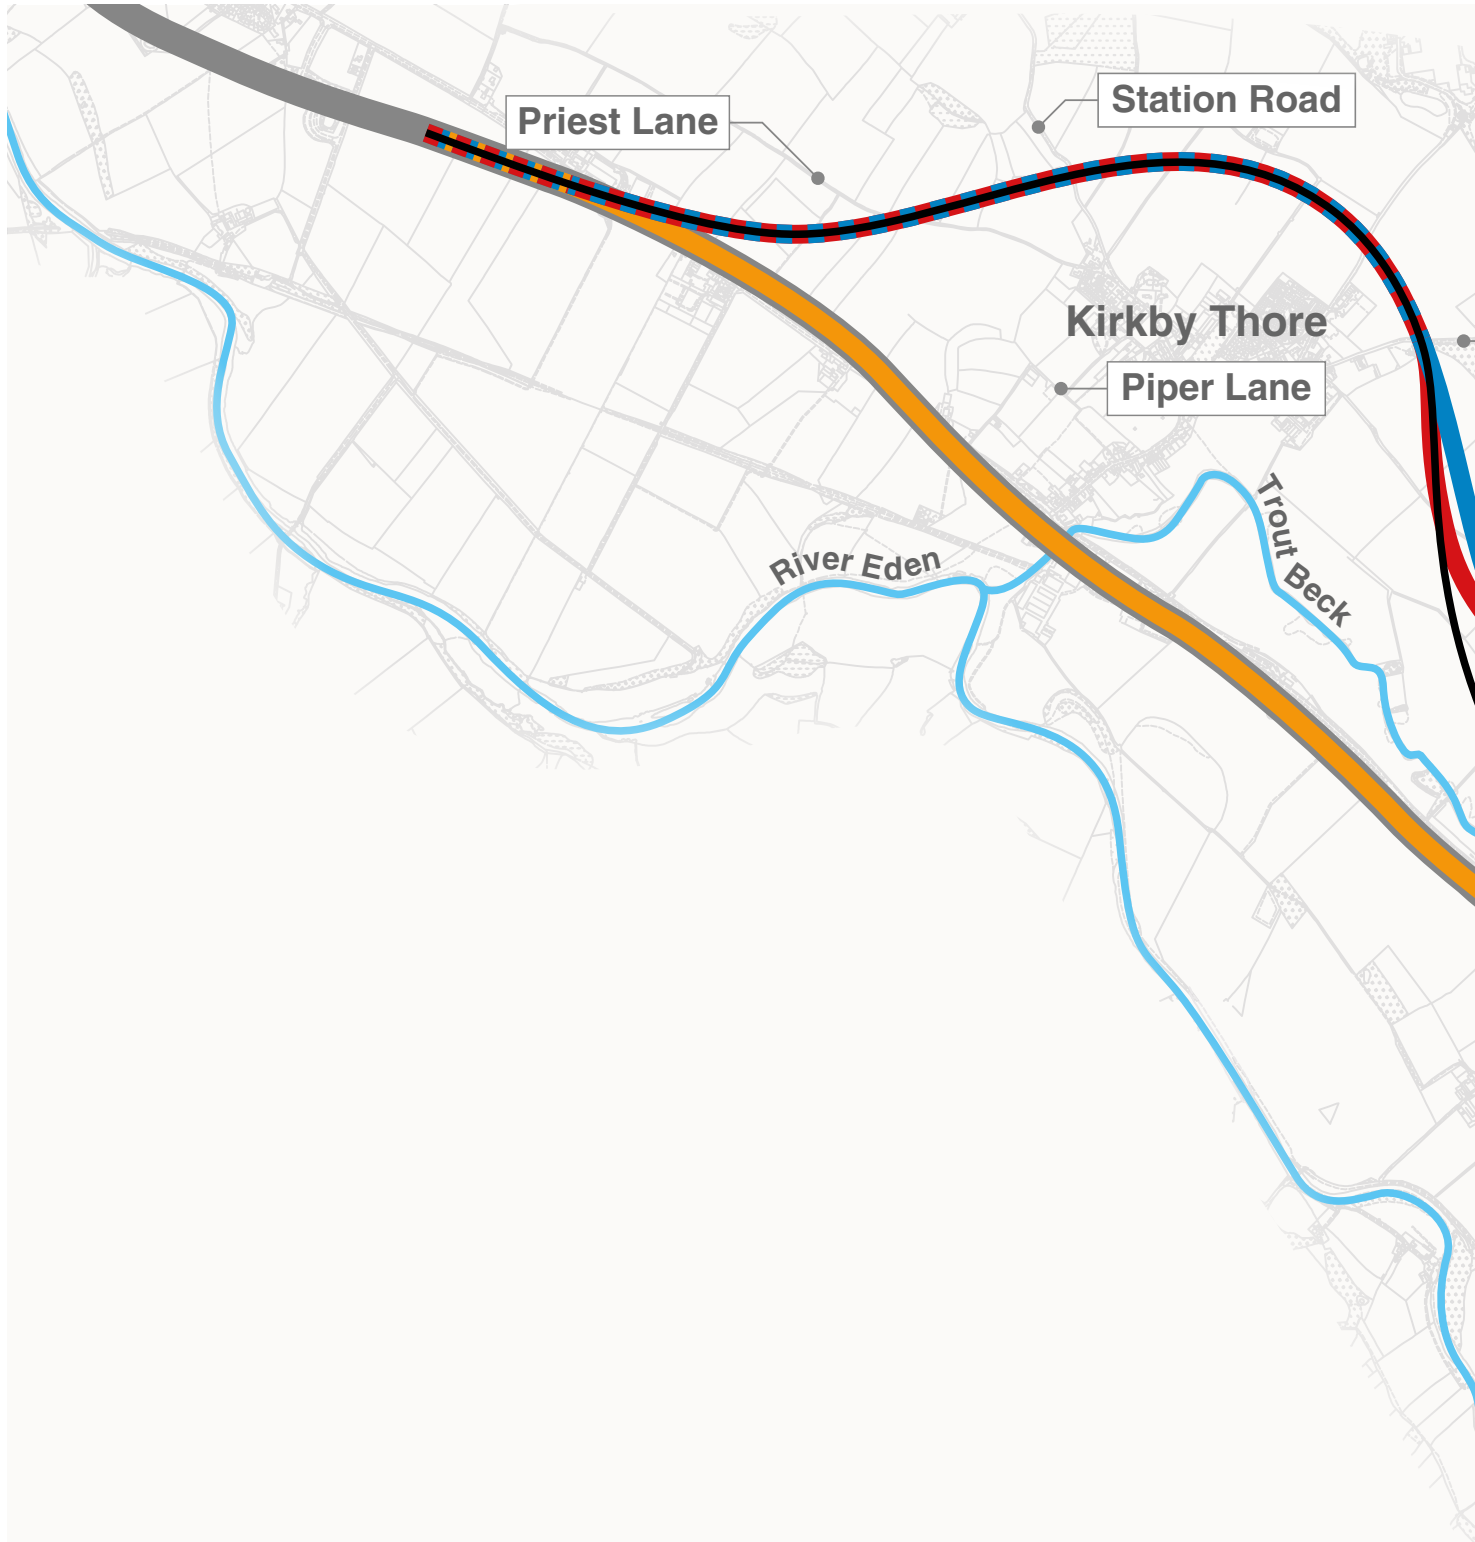 Station Road
Priest Lane
Kirkby Thore
Piper Lane
River Eden
Trout Beck